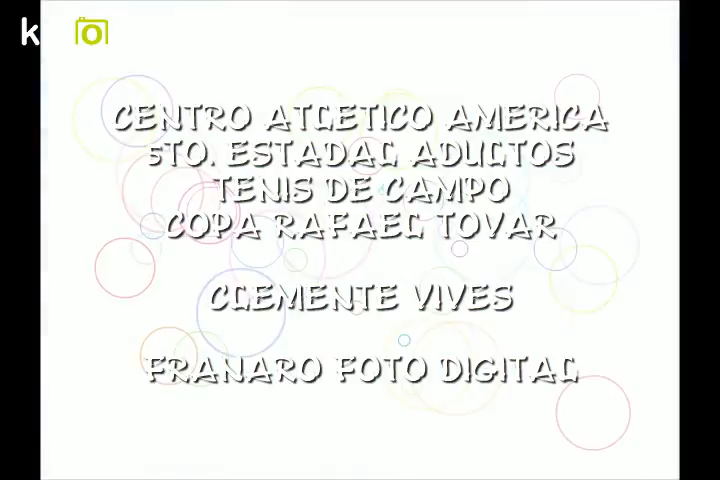 k
CENTRO ATLETICO AMERICA
5TO. ESTADAL ADULTOS
TENIS DE CAMPO
COPA RAFAEL TOVAR
CLEMENTE VIVES
FRANARO FOTO DIGITAL